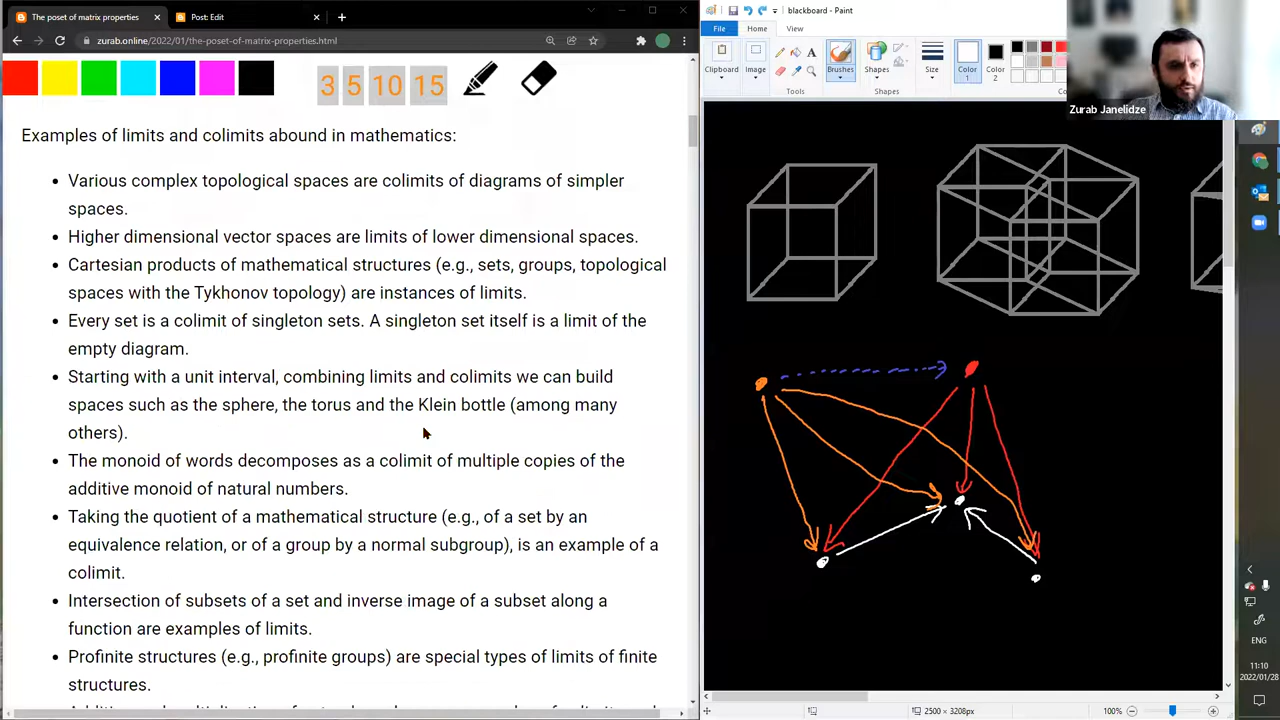 The poset of matrix properties
Post: Edit
blackboard - Paint
zurab.online/2022/01/the-poset-of-matrix-properties.html
File
Home
View
Clipboard
Image
Tools
Brushes
Shapes
Shapes
Size
Color
1
Color
2
Colors
Zurab Janelidze
3 5 10 15
Examples of limits and colimits abound in mathematics:
• Various complex topological spaces are colimits of diagrams of simpler
spaces.
• Higher dimensional vector spaces are limits of lower dimensional spaces.
• Cartesian products of mathematical structures (e.g., sets, groups, topological
spaces with the Tykhonov topology) are instances of limits.
• Every set is a colimit of singleton sets. A singleton set itself is a limit of the
empty diagram.
• Starting with a unit interval, combining limits and colimits we can build
spaces such as the sphere, the torus and the Klein bottle (among many
others).
• The monoid of words decomposes as a colimit of multiple copies of the
additive monoid of natural numbers.
• Taking the quotient of a mathematical structure (e.g., of a set by an
equivalence relation, or of a group by a normal subgroup), is an example of a
colimit.
• Intersection of subsets of a set and inverse image of a subset along a
function are examples of limits.
• Profinite structures (e.g., profinite groups) are special types of limits of finite
structures.
2500 × 3208px
100%
ENG
11:10
2022/01/28